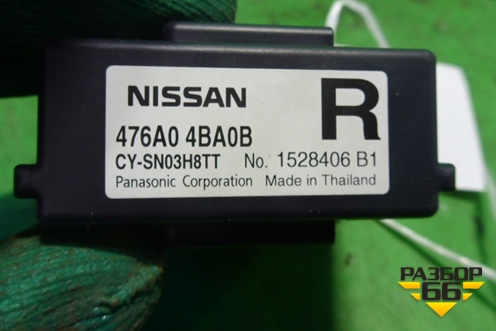 NISSAN
R
476A0 4BA0B
CY-SN03H8TT No. 1528406 B1
Panasonic Corporation Made in Thailand
РАЗБОР
66